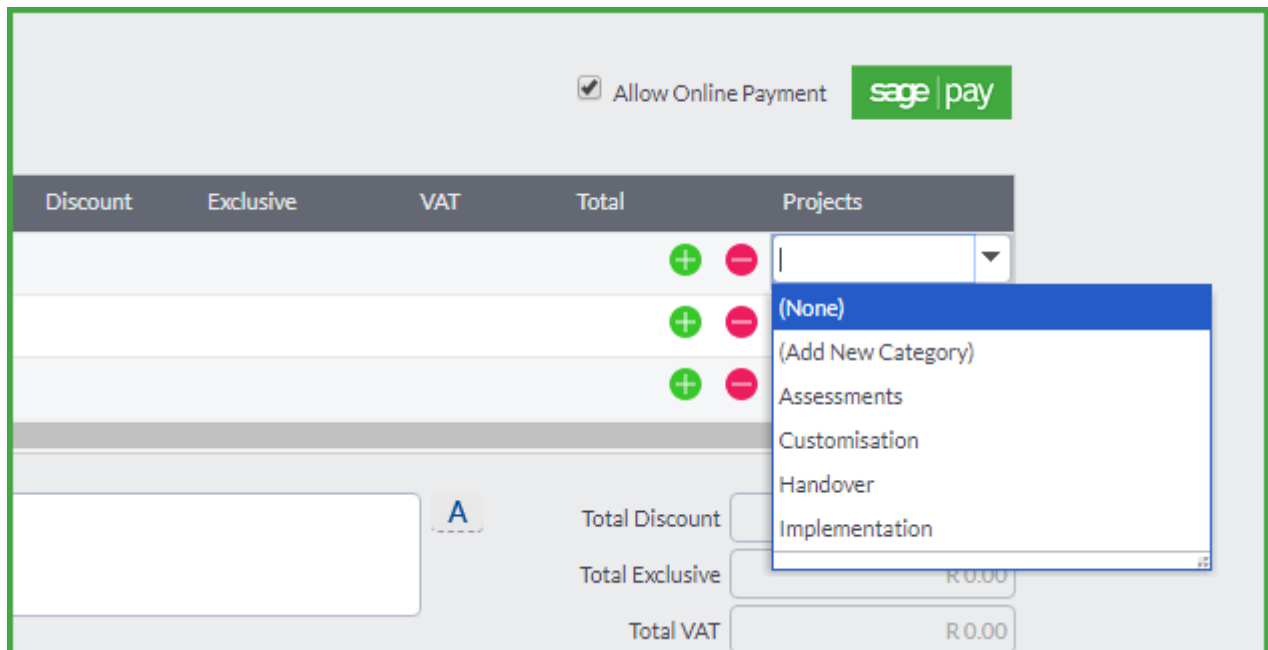 Allow Online Payment sage pay
Discount Exclusive VAT Total Projects
(None)
(Add New Category)
Assessments
Customisation
Handover
Implementation
A
Total Discount
Total Exclusive R 0.00
Total VAT R 0.00